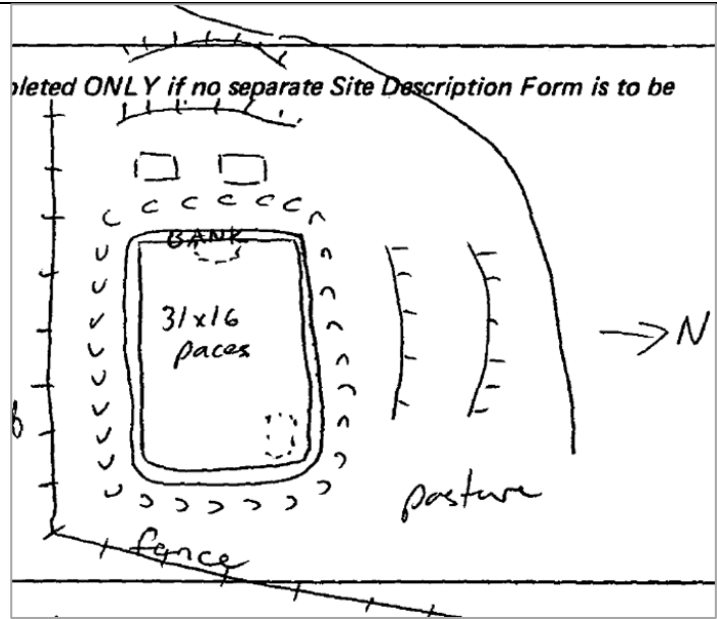 pleted ONLY if no separate Site Description Form is to be
BANK
31x16
paces
N
pasture
fence